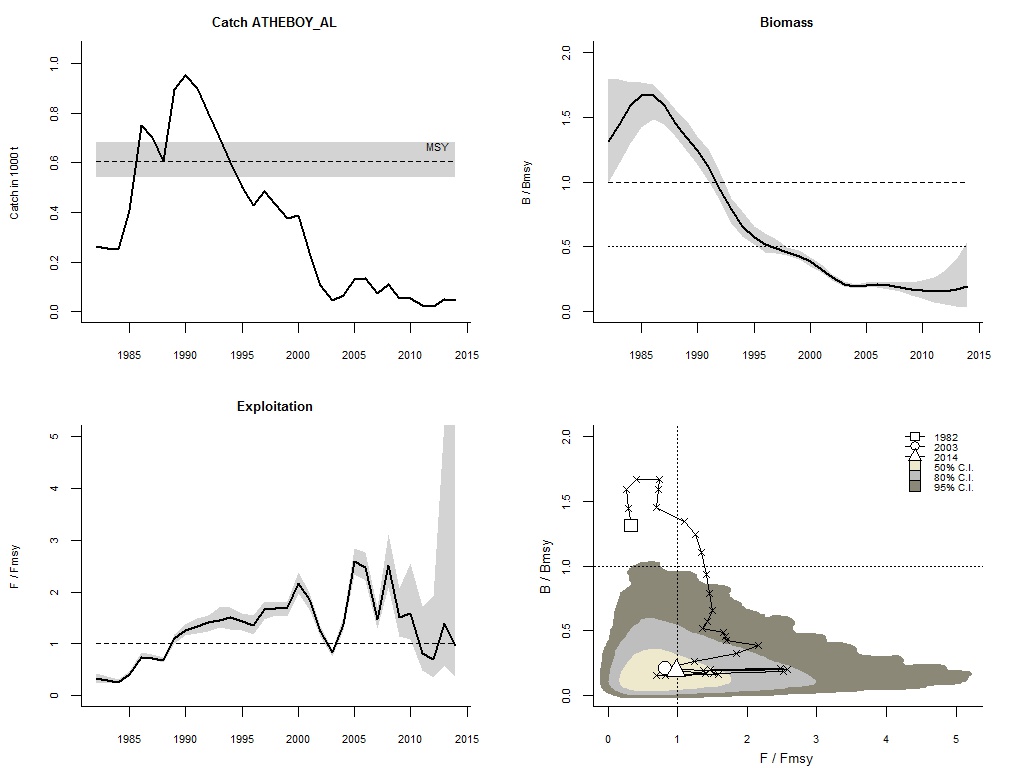 Catch ATHEBOY_AL
Catch in 1000 t
1.0
0.8
0.6
0.4
0.2
0.0
MSY
1985 1990 1995 2000 2005 2010 2015
Biomass
B / Bmsy
2.0
1.5
1.0
0.5
0.0
1985 1990 1995 2000 2005 2010 2015
Exploitation
F / Fmsy
5
4
3
2
1
0
1985 1990 1995 2000 2005 2010 2015
B / Bmsy
2.0
1.5
1.0
0.5
0.0
1982
2003
2014
50% C.I.
80% C.I.
95% C.I.
0 1 2 3 4 5
F / Fmsy